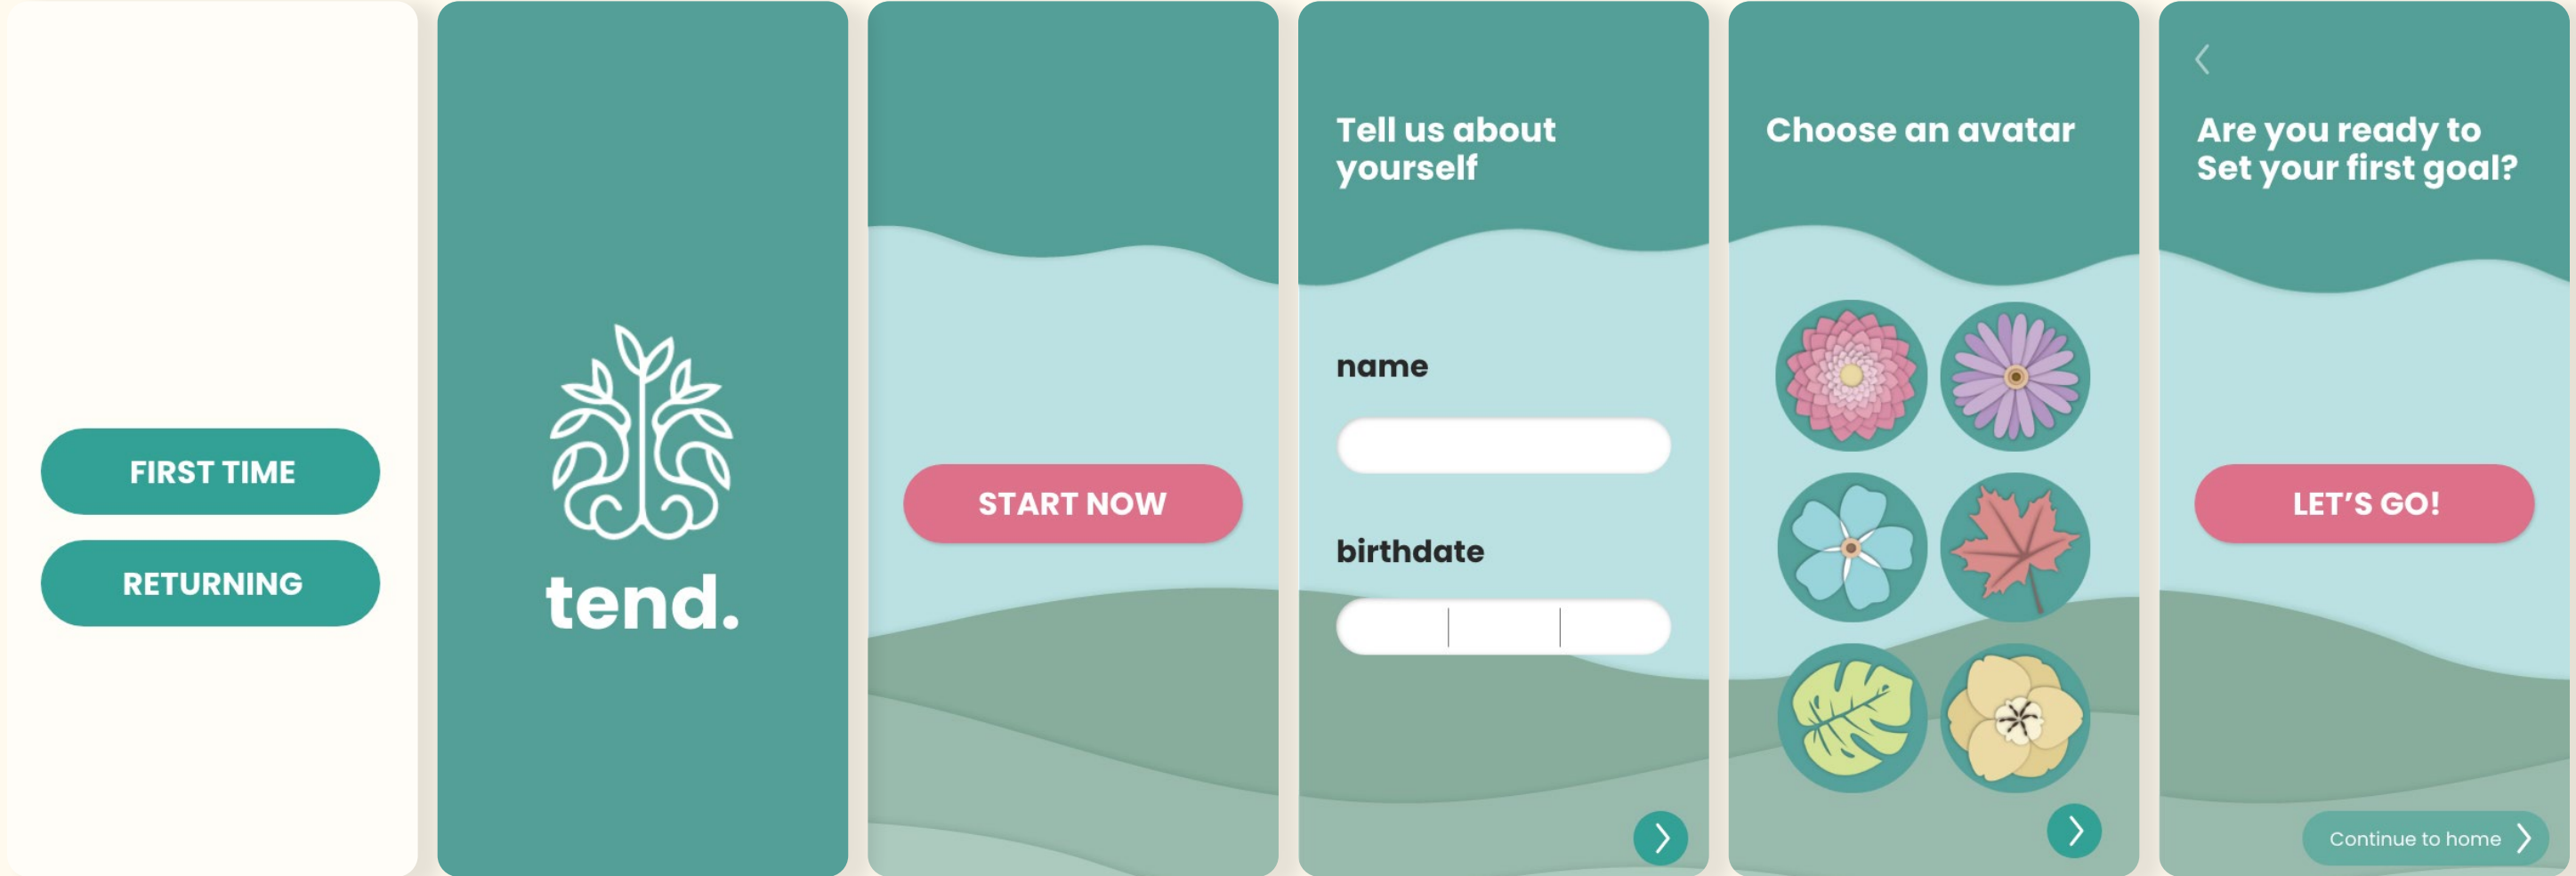 FIRST TIME
RETURNING
tend.
START NOW
Tell us about
yourself
name
birthdate
Choose an avatar
Are you ready to
Set your first goal?
LET’S GO!
Continue to home